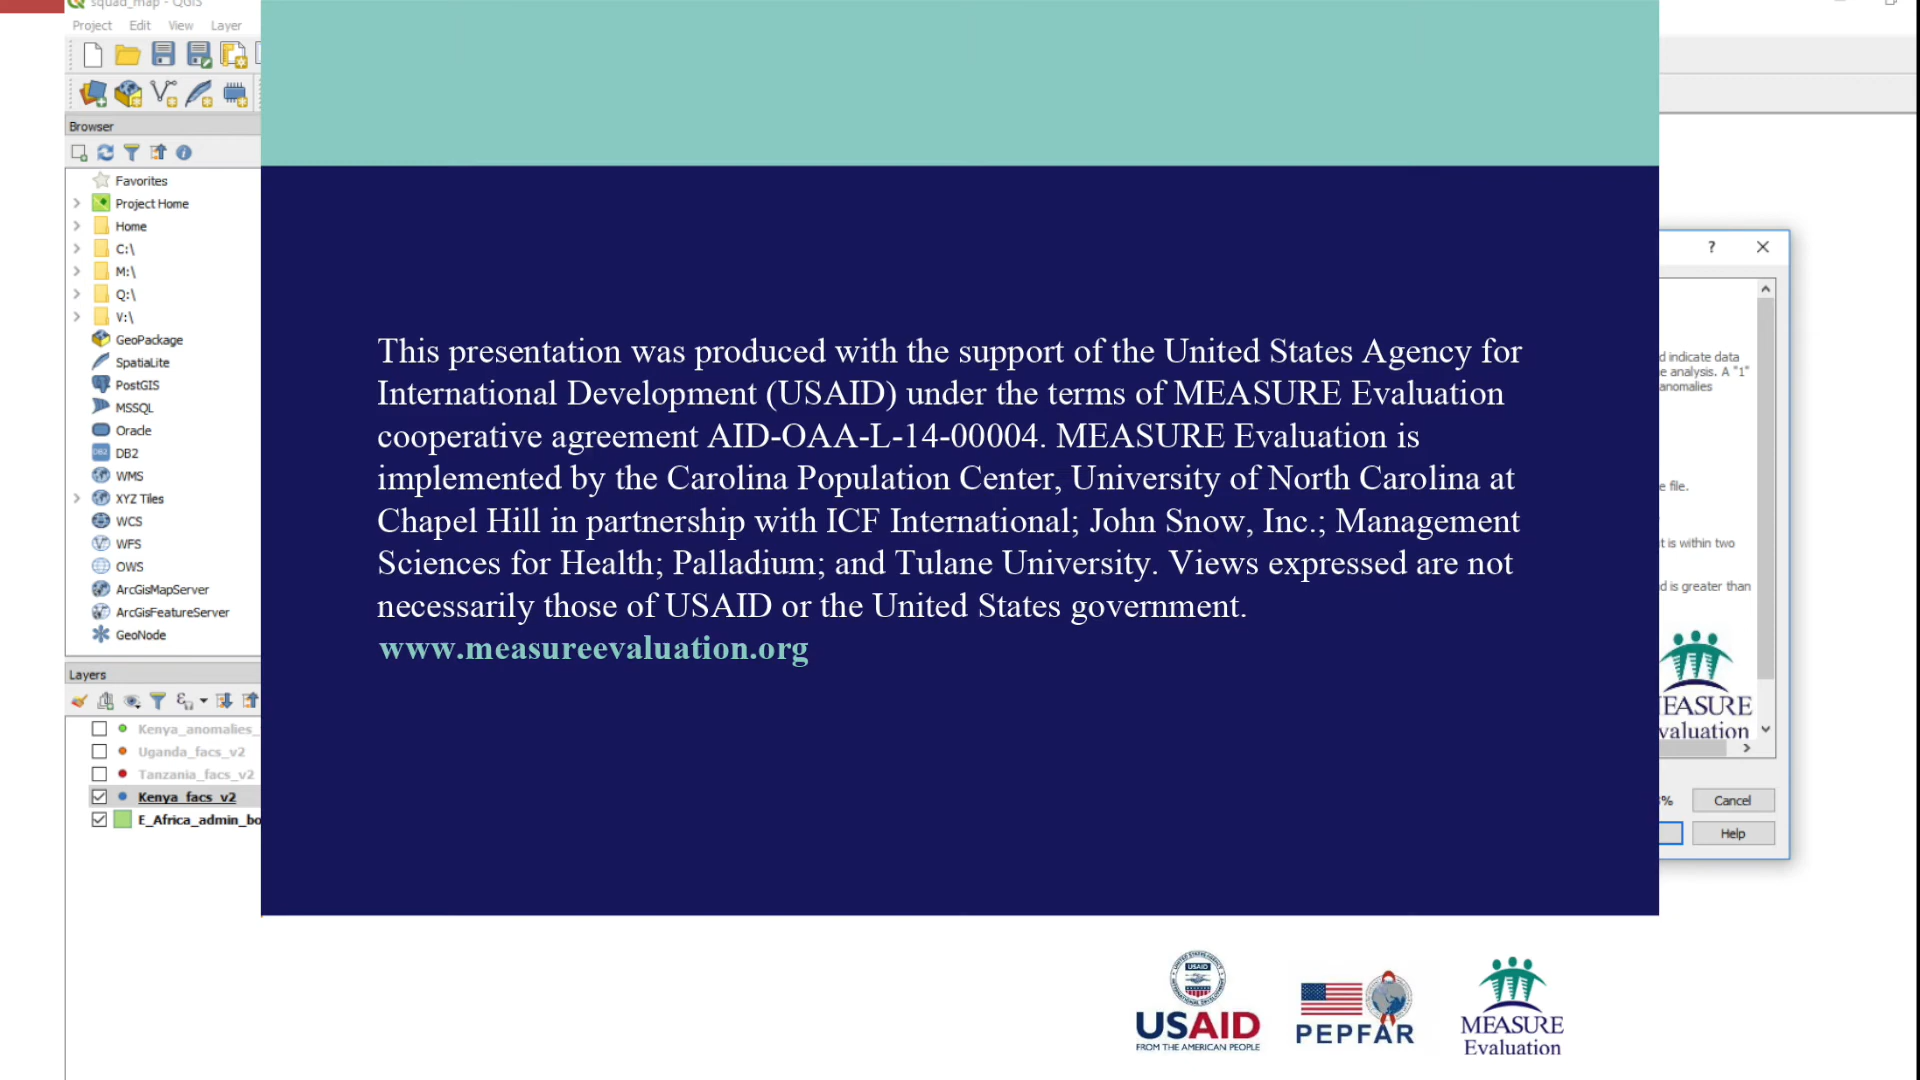 squad_map - QGIS
Project Edit View Layer
Browser
Favorites
Project Home
Home
C:\
M:\
Q:\
V:\
GeoPackage
SpatiaLite
PostGIS
MSSQL
Oracle
DB2
WMS
XYZ Tiles
WCS
WFS
OWS
ArcGisMapServer
ArcGisFeatureServer
GeoNode
Layers
Kenya_anomalies_
Uganda_facs_v2
Tanzania_facs_v2
Kenya_facs_v2
E_Africa_admin_bo
This presentation was produced with the support of the United States Agency for
International Development (USAID) under the terms of MEASURE Evaluation
cooperative agreement AID-OAA-L-14-00004. MEASURE Evaluation is
implemented by the Carolina Population Center, University of North Carolina at
Chapel Hill in partnership with ICF International; John Snow, Inc.; Management
Sciences for Health; Palladium; and Tulane University. Views expressed are not
necessarily those of USAID or the United States government.
www.measureevaluation.org
?
d indicate data
e analysis. A "1"
anomalies
e file.
t is within two
d is greater than
EASURE
valuation
%
Cancel
Help
USAID
USAID
FROM THE AMERICAN PEOPLE
PEPFAR
MEASURE
Evaluation